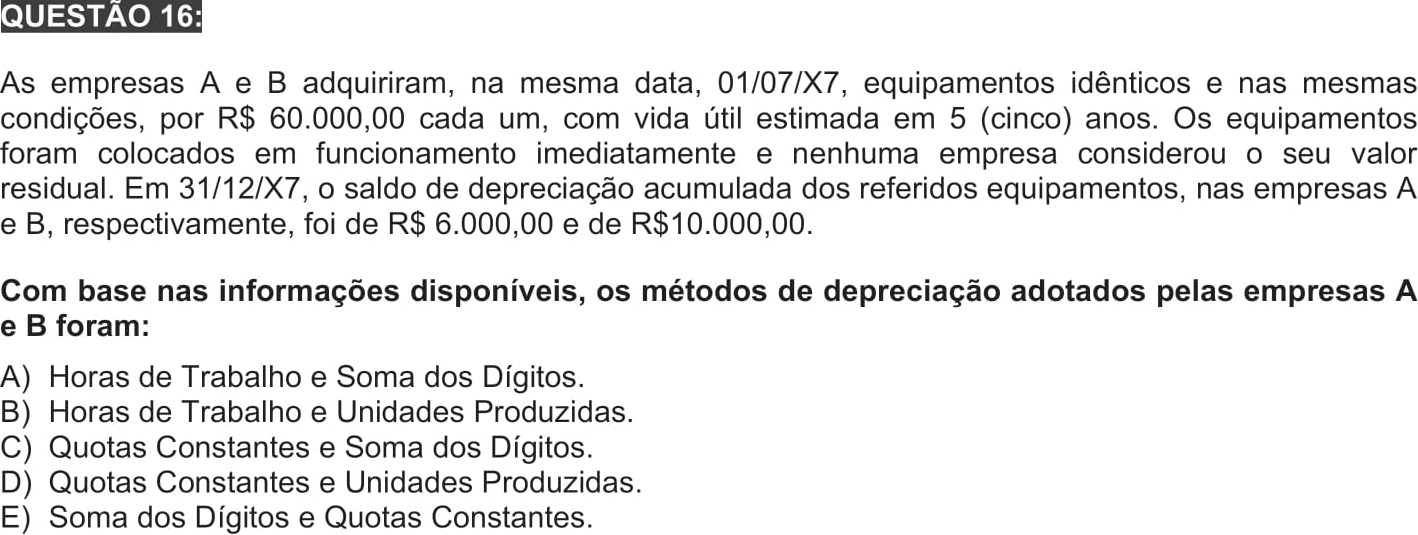 QUESTÃO 16:
As empresas A e B adquiriram, na mesma data, 01/07/X7, equipamentos idênticos e nas mesmas
condições, por R$ 60.000,00 cada um, com vida útil estimada em 5 (cinco) anos. Os equipamentos
foram colocados em funcionamento imediatamente e nenhuma empresa considerou o seu valor
residual. Em 31/12/X7, o saldo de depreciação acumulada dos referidos equipamentos, nas empresas A
e B, respectivamente, foi de R$ 6.000,00 e de R$10.000,00.
Com base nas informações disponíveis, os métodos de depreciação adotados pelas empresas A
e B foram:
A) Horas de Trabalho e Soma dos Dígitos.
B) Horas de Trabalho e Unidades Produzidas.
C) Quotas Constantes e Soma dos Dígitos.
D) Quotas Constantes e Unidades Produzidas.
E) Soma dos Dígitos e Quotas Constantes.